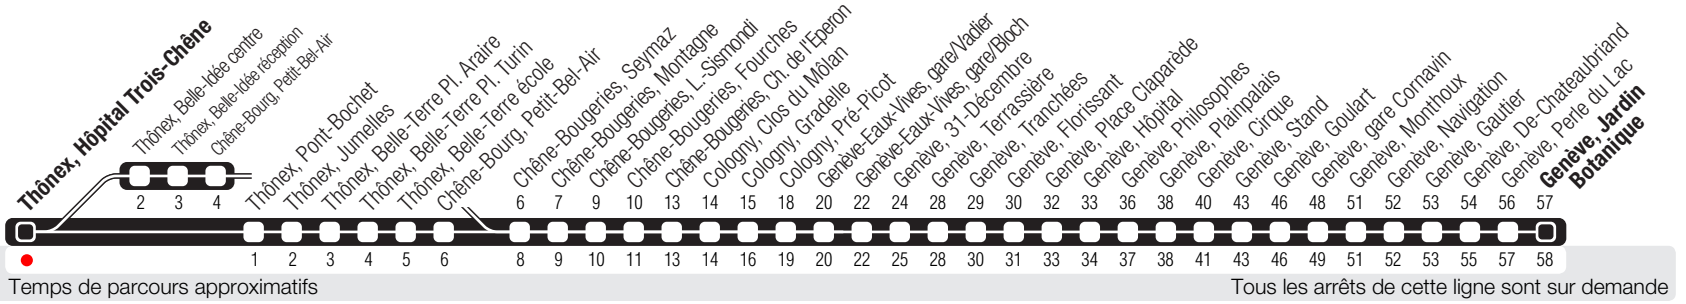 Thônex, Hôpital Trois-Chêne
Thônex, Belle-Idée centre
Thônex, Belle-Idée réception
Chêne-Bourg, Petit-Bel-Air
Thônex, Pont-Bochet
Thônex, Jumelles
Thônex, Belle-Terre Pl. Araire
Thônex, Belle-Terre Pl. Turin
Thônex, Belle-Terre école
Chêne-Bourg, Petit-Bel-Air
Chêne-Bougeries, Seymaz
Chêne-Bougeries, Montagne
Chêne-Bougeries, L.-Sismondi
Chêne-Bougeries, Fourches
Chêne-Bougeries, Ch. de l'Eperon
Cologny, Clos du Môlan
Cologny, Gradelle
Cologny, Pré-Picot
Genève-Eaux-Vives, gare/Vadier
Genève-Eaux-Vives, gare/Bloch
Genève, 31-Décembre
Genève, Terrassière
Genève, Tranchées
Genève, Florissant
Genève, Place Claparède
Genève, Hôpital
Genève, Philosophes
Genève, Plainpalais
Genève, Cirque
Genève, Stand
Genève, Goulart
Genève, gare Cornavin
Genève, Monthoux
Genève, Navigation
Genève, Gautier
Genève, De-Chateaubriand
Genève, Perle du Lac
Genève, Jardin
Botanique
2 3 4 6 7 9 10 13 14 15 18 20 22 24 28 29 30 32 33 36 38 40 43 46 48 51 52 53 54 56 57
1 2 3 4 5 6 8 9 10 11 13 14 16 19 20 22 25 28 30 31 33 34 37 38 41 43 46 49 51 52 53 55 57 58
Temps de parcours approximatifs
Tous les arrêts de cette ligne sont sur demande